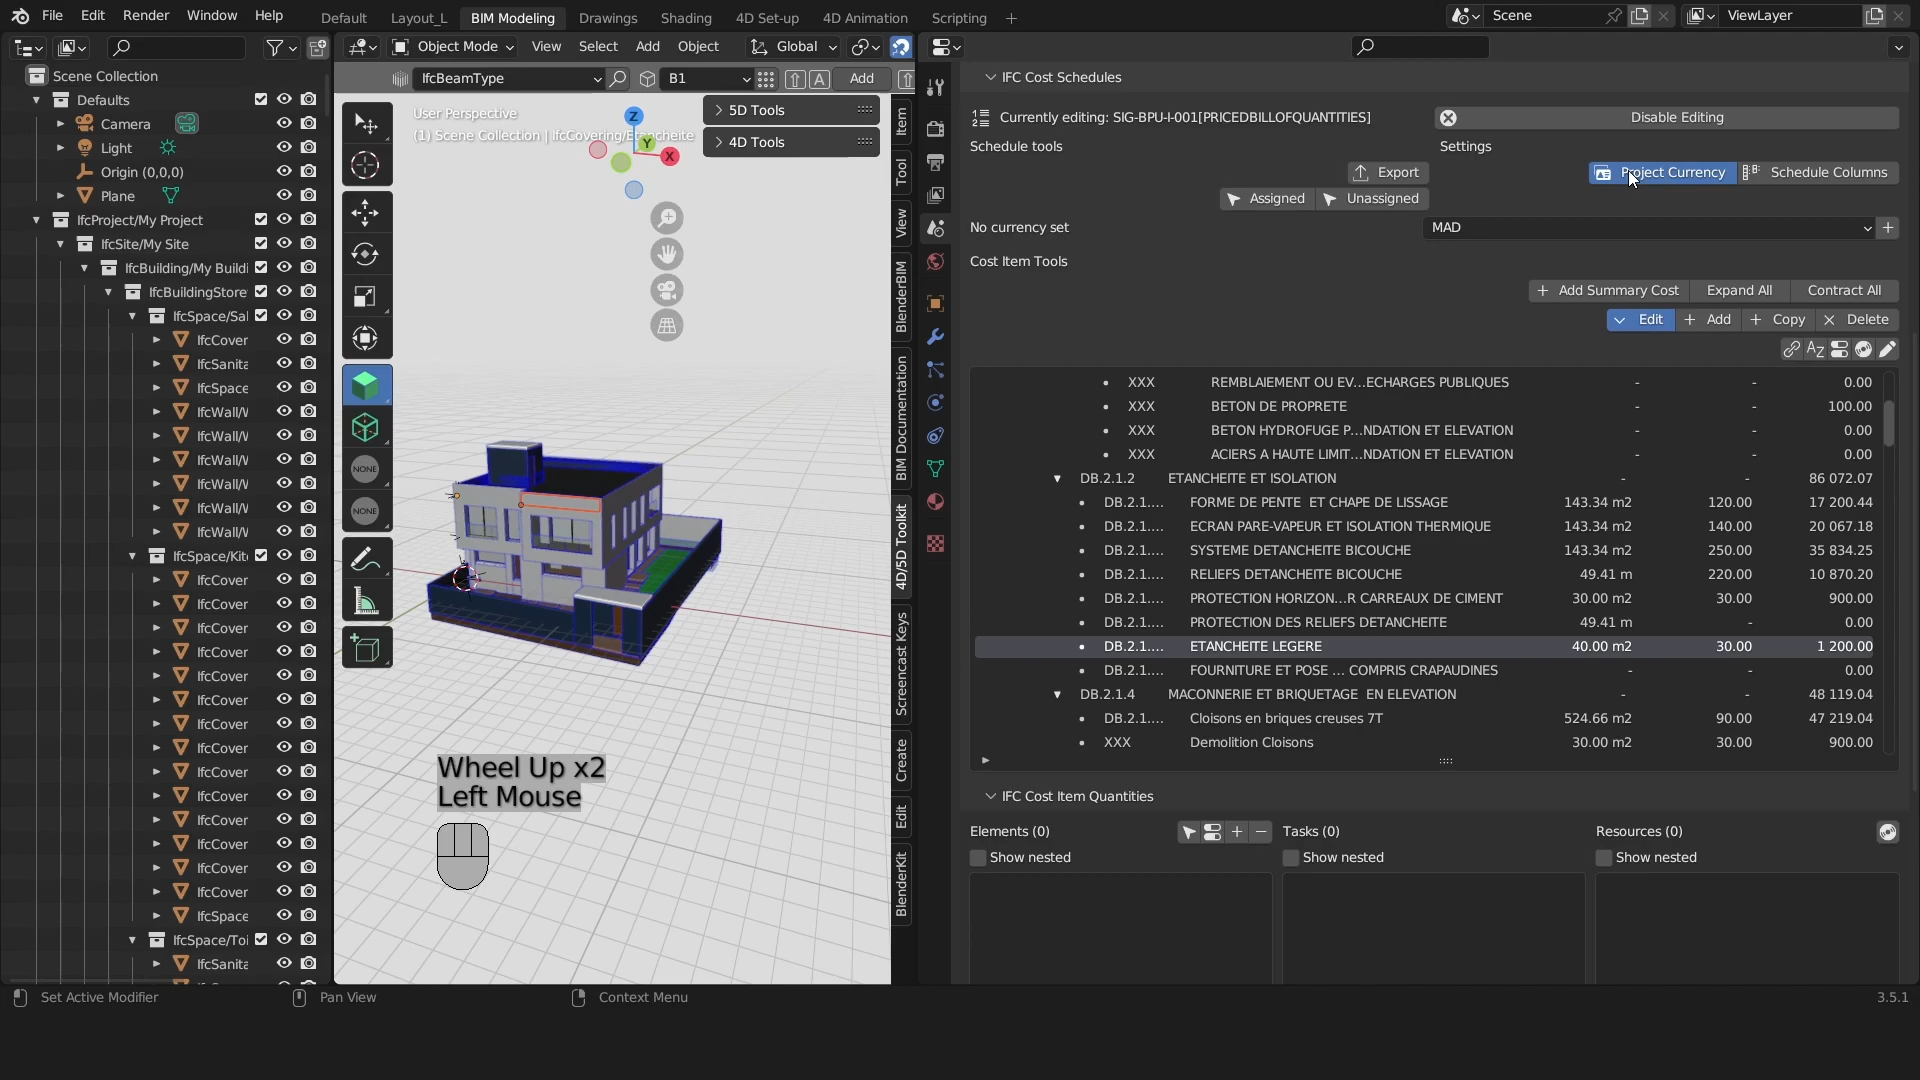 File Edit Render Window Help
Default Layout_L BIM Modeling Drawings Shading 4D Set-up 4D Animation Scripting
Scene
ViewLayer
Object Mode View Select Add Object Global
IfcBeamType B1 Add
Scene Collection
Defaults
Camera
Light
Origin (0,0,0)
Plane
IfcProject/My Project
IfcSite/My Site
IfcBuilding/My Buildi
IfcBuildingStore
IfcSpace/Sal
IfcCover
IfcSanita
IfcSpace
IfcWall/V
IfcWall/V
IfcWall/V
IfcWall/V
IfcWall/V
IfcWall/V
IfcSpace/Kit
IfcCover
IfcCover
IfcCover
IfcCover
IfcCover
IfcCover
IfcCover
IfcCover
IfcCover
IfcCover
IfcCover
IfcCover
IfcCover
IfcCover
IfcSpace
IfcSpace/Toi
IfcSanita
User Perspective
(1) Scene Collection | IfcCovering/Etancheite
Z
Y
X
5D Tools
4D Tools
NONE
NONE
Wheel Up x2
Left Mouse
Item
Tool
View
BlenderBIM
BIM Documentation
4D/5D Toolkit
Screencast Keys
Create
Edit
BlenderKit
IFC Cost Schedules
Currently editing: SIG-BPU-I-001[PRICEDBILLOFQUANTITIES]
Disable Editing
Schedule tools
Settings
Export
Project Currency
Schedule Columns
Assigned
Unassigned
No currency set
MAD
Cost Item Tools
Add Summary Cost Expand All Contract All
Edit Add Copy Delete
XXX REMBLAIEMENT OU EV...ECHARGES PUBLIQUES - - 0.00
XXX BETON DE PROPRETE - - 100.00
XXX BETON HYDROFUGE P...NDATION ET ELEVATION - - 0.00
XXX ACIERS A HAUTE LIMIT...NDATION ET ELEVATION - - 0.00
DB.2.1.2 ETANCHEITE ET ISOLATION - - 86 072.07
DB.2.1.... FORME DE PENTE ET CHAPE DE LISSAGE 143.34 m2 120.00 17 200.44
DB.2.1.... ECRAN PARE-VAPEUR ET ISOLATION THERMIQUE 143.34 m2 140.00 20 067.18
DB.2.1.... SYSTEME DETANCHEITE BICOUCHE 143.34 m2 250.00 35 834.25
DB.2.1.... RELIEFS DETANCHEITE BICOUCHE 49.41 m 220.00 10 870.20
DB.2.1.... PROTECTION HORIZON...R CARREAUX DE CIMENT 30.00 m2 30.00 900.00
DB.2.1.... PROTECTION DES RELIEFS DETANCHEITE 49.41 m - 0.00
DB.2.1.... ETANCHEITE LEGERE 40.00 m2 30.00 1 200.00
DB.2.1.... FOURNITURE ET POSE ... COMPRIS CRAPAUDINES - - 0.00
DB.2.1.4 MACONNERIE ET BRIQUETAGE EN ELEVATION - - 48 119.04
DB.2.1.... Cloisons en briques creuses 7T 524.66 m2 90.00 47 219.04
XXX Demolition Cloisons 30.00 m2 30.00 900.00
IFC Cost Item Quantities
Elements (0) Tasks (0) Resources (0)
Show nested Show nested Show nested
Set Active Modifier
Pan View
Context Menu
3.5.1